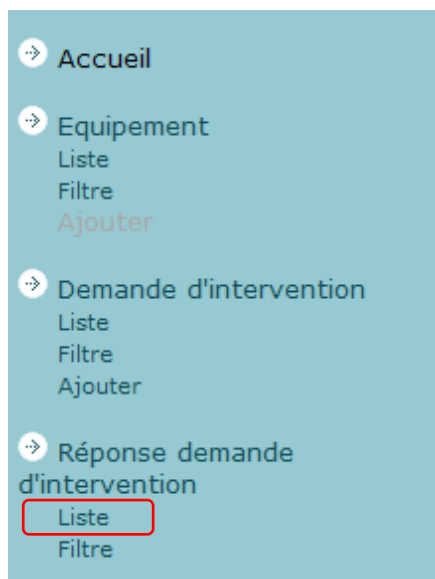 Accueil
Equipement
Liste
Filtre
Ajouter
Demande d'intervention
Liste
Filtre
Ajouter
Réponse demande
d'intervention
Liste
Filtre